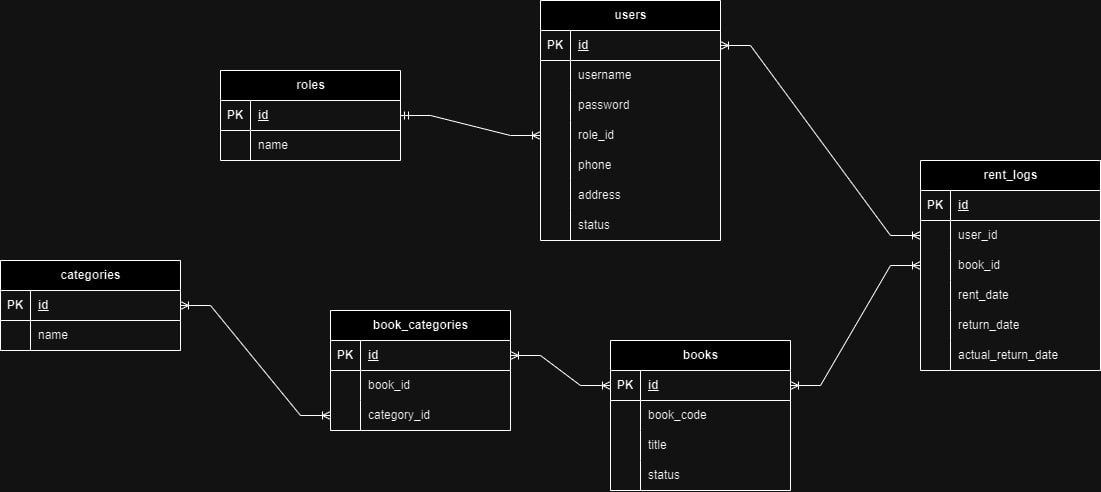 users
PK id
username
password
role_id
phone
address
status
roles
PK id
name
rent_logs
PK id
user_id
book_id
rent_date
return_date
actual_return_date
categories
PK id
name
book_categories
PK id
book_id
category_id
books
PK id
book_code
title
status